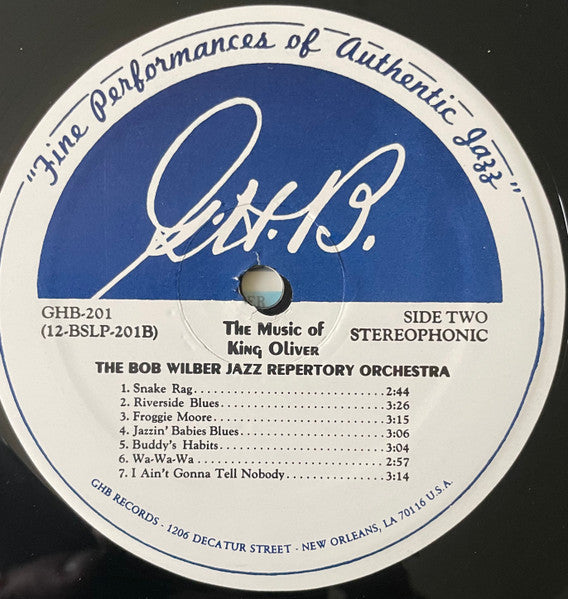 "Fine Performances of Authentic Jazz"
G.H.B.
GHB-201
(12-BSLP-201B)
SIDE TWO
STEREOPHONIC
The Music of
King Oliver
THE BOB WILBER JAZZ REPERTORY ORCHESTRA
1. Snake Rag 2:44
2. Riverside Blues 3:26
3. Froggie Moore 3:15
4. Jazzin' Babies Blues 3:06
5. Buddy's Habits 3:04
6. Wa-Wa-Wa 2:57
7. I Ain't Gonna Tell Nobody 3:14
GHB RECORDS - 1206 DECATUR STREET - NEW ORLEANS, LA 70116 U.S.A.